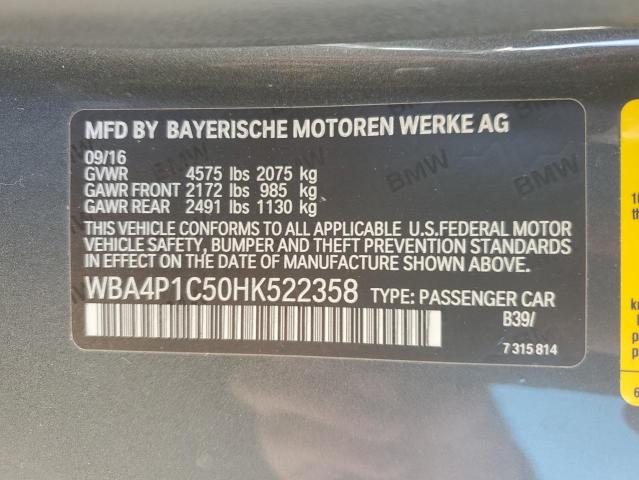 MFD BY BAYERISCHE MOTOREN WERKE AG
09/16
GVWR 4575 lbs 2075 kg
GAWR FRONT 2172 lbs 985 kg
GAWR REAR 2491 lbs 1130 kg
THIS VEHICLE CONFORMS TO ALL APPLICABLE U.S.FEDERAL MOTOR
VEHICLE SAFETY, BUMPER AND THEFT PREVENTION STANDARDS
IN EFFECT ON THE DATE OF MANUFACTURE SHOWN ABOVE.
WBA4P1C50HK522358 TYPE: PASSENGER CAR
B39/
7 315 814
BMW
BMW